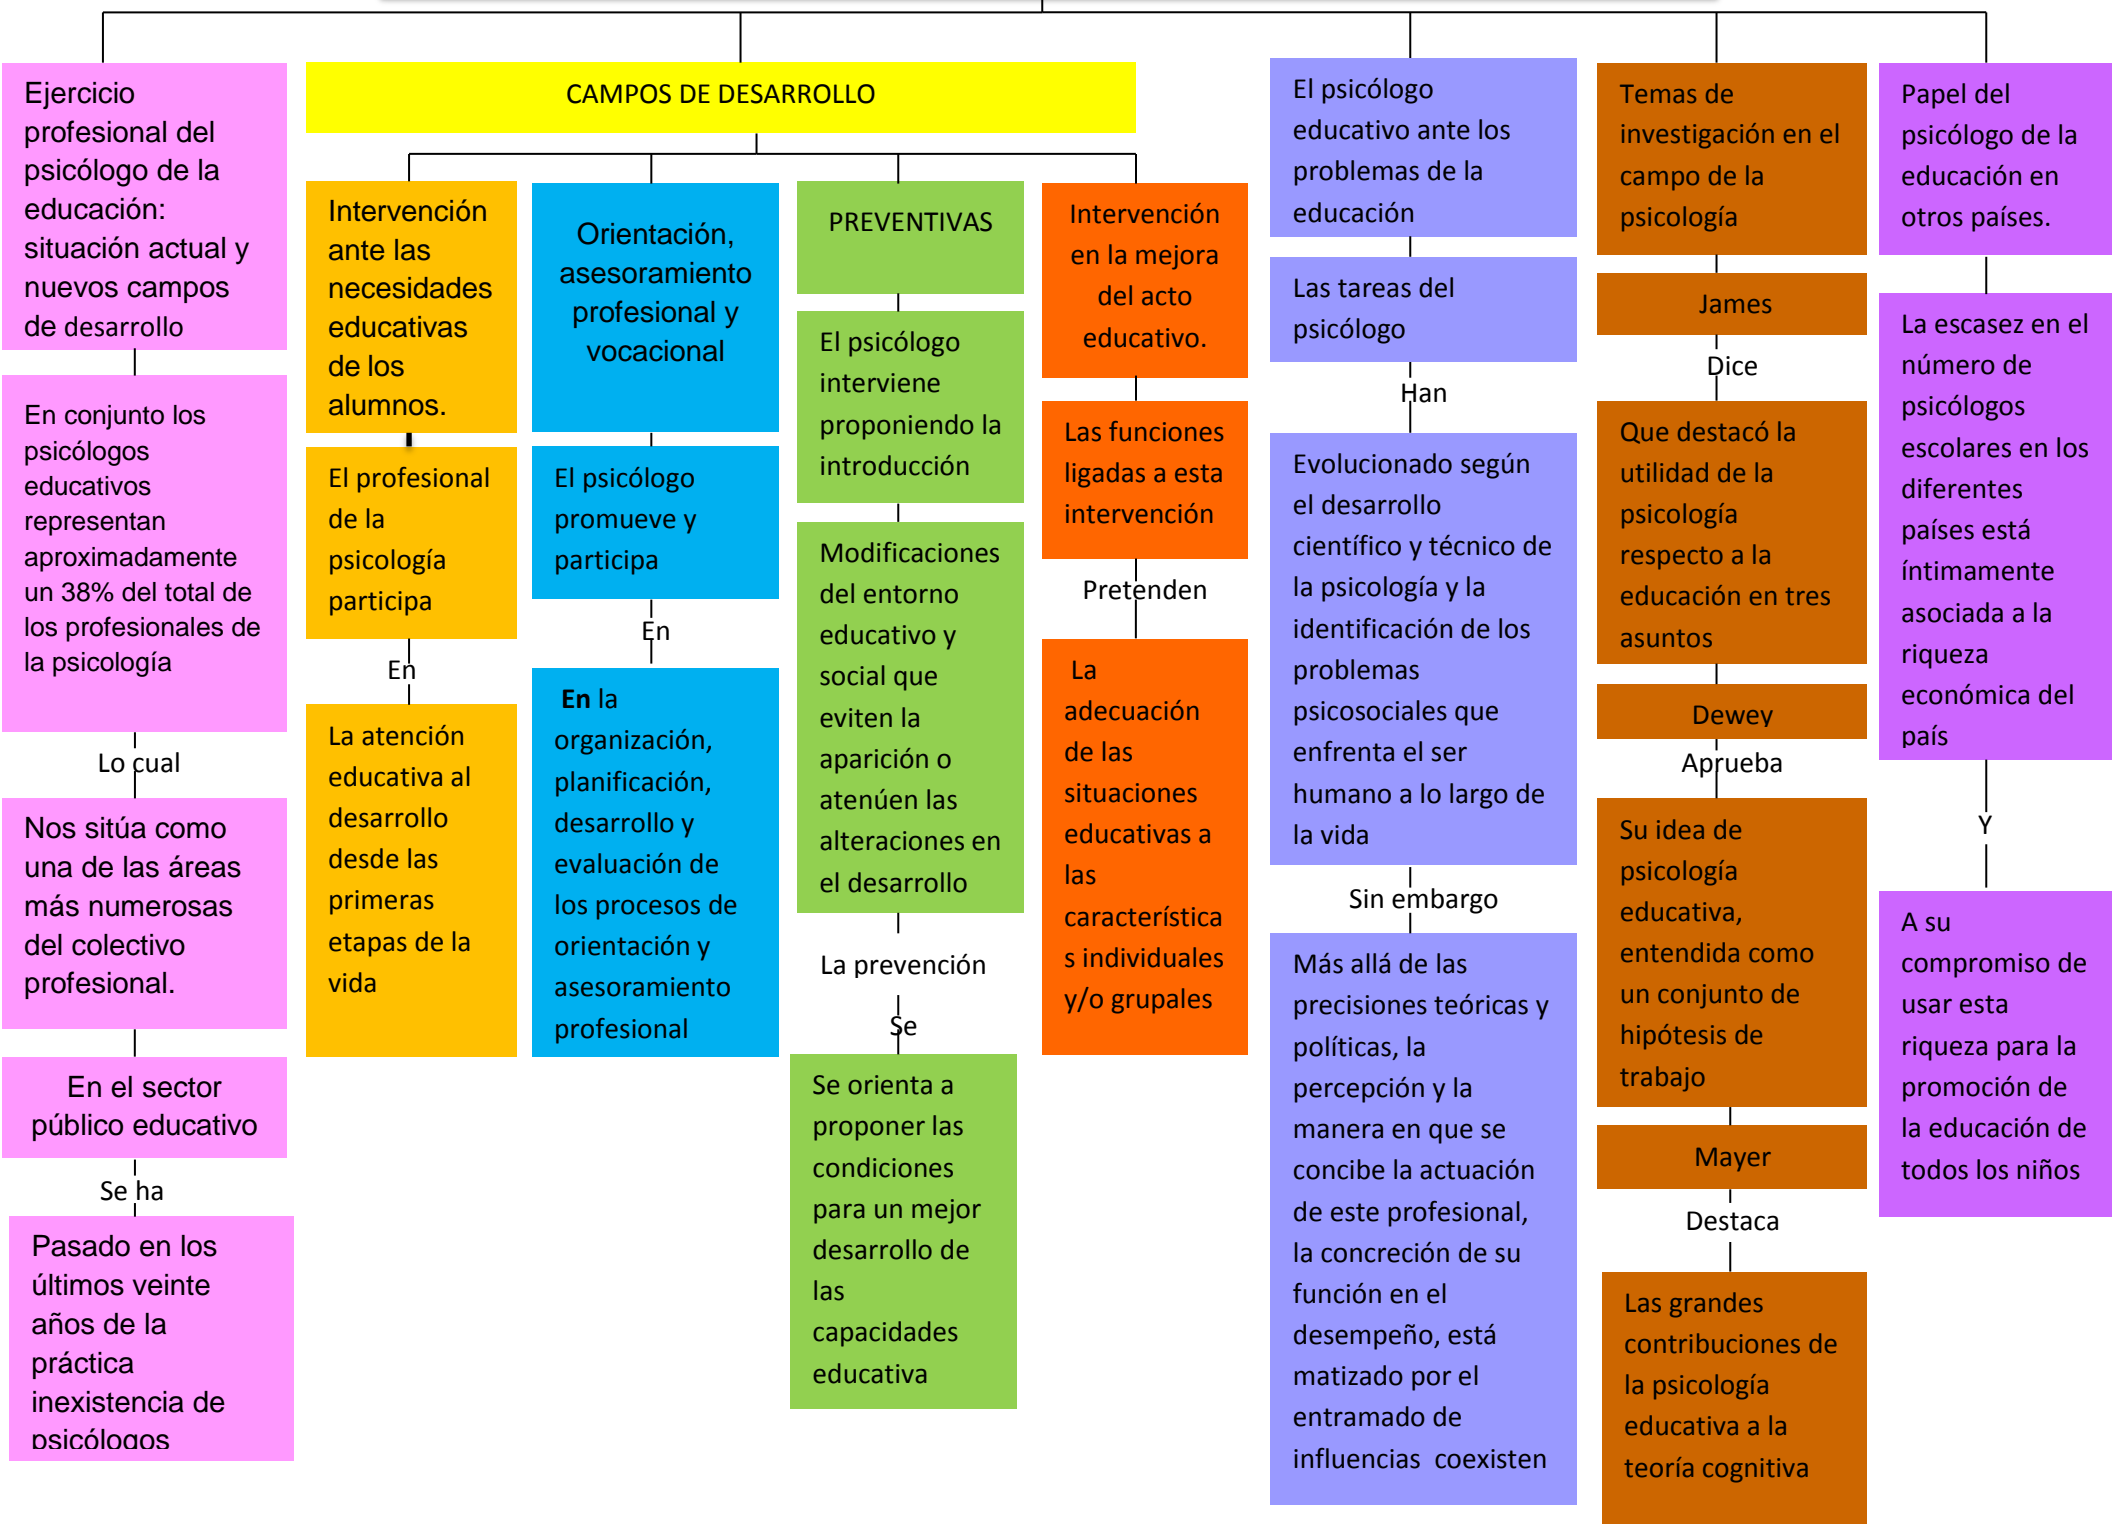 Ejercicio
profesional del
psicólogo de la
educación:
situación actual y
nuevos campos
de desarrollo
En conjunto los
psicólogos
educativos
representan
aproximadamente
un 38% del total de
los profesionales de
la psicología
Lo cual
Nos sitúa como
una de las áreas
más numerosas
del colectivo
profesional.
En el sector
público educativo
Se ha
Pasado en los
últimos veinte
años de la
práctica
inexistencia de
psicólogos
CAMPOS DE DESARROLLO
Intervención
ante las
necesidades
educativas
de los
alumnos.
El profesional
de la
psicología
participa
En
La atención
educativa al
desarrollo
desde las
primeras
etapas de la
vida
Orientación,
asesoramiento
profesional y
vocacional
El psicólogo
promueve y
participa
En
En la
organización,
planificación,
desarrollo y
evaluación de
los procesos de
orientación y
asesoramiento
profesional
PREVENTIVAS
El psicólogo
interviene
proponiendo la
introducción
Modificaciones
del entorno
educativo y
social que
eviten la
aparición o
atenúen las
alteraciones en
el desarrollo
La prevención
Se
Se orienta a
proponer las
condiciones
para un mejor
desarrollo de
las
capacidades
educativa
Intervención
en la mejora
del acto
educativo.
Las funciones
ligadas a esta
intervención
Pretenden
La
adecuación
de las
situaciones
educativas a
las
característica
s individuales
y/o grupales
El psicólogo
educativo ante los
problemas de la
educación
Las tareas del
psicólogo
Han
Evolucionado según
el desarrollo
científico y técnico de
la psicología y la
identificación de los
problemas
psicosociales que
enfrenta el ser
humano a lo largo de
la vida
Sin embargo
Más allá de las
precisiones teóricas y
políticas, la
percepción y la
manera en que se
concibe la actuación
de este profesional,
la concreción de su
función en el
desempeño, está
matizado por el
entramado de
influencias  coexisten
Temas de
investigación en el
campo de la
psicología
James
Dice
Que destacó la
utilidad de la
psicología
respecto a la
educación en tres
asuntos
Dewey
Aprueba
Su idea de
psicología
educativa,
entendida como
un conjunto de
hipótesis de
trabajo
Mayer
Destaca
Las grandes
contribuciones de
la psicología
educativa a la
teoría cognitiva
Papel del
psicólogo de la
educación en
otros países.
La escasez en el
número de
psicólogos
escolares en los
diferentes
países está
íntimamente
asociada a la
riqueza
económica del
país
Y
A su
compromiso de
usar esta
riqueza para la
promoción de
la educación de
todos los niños